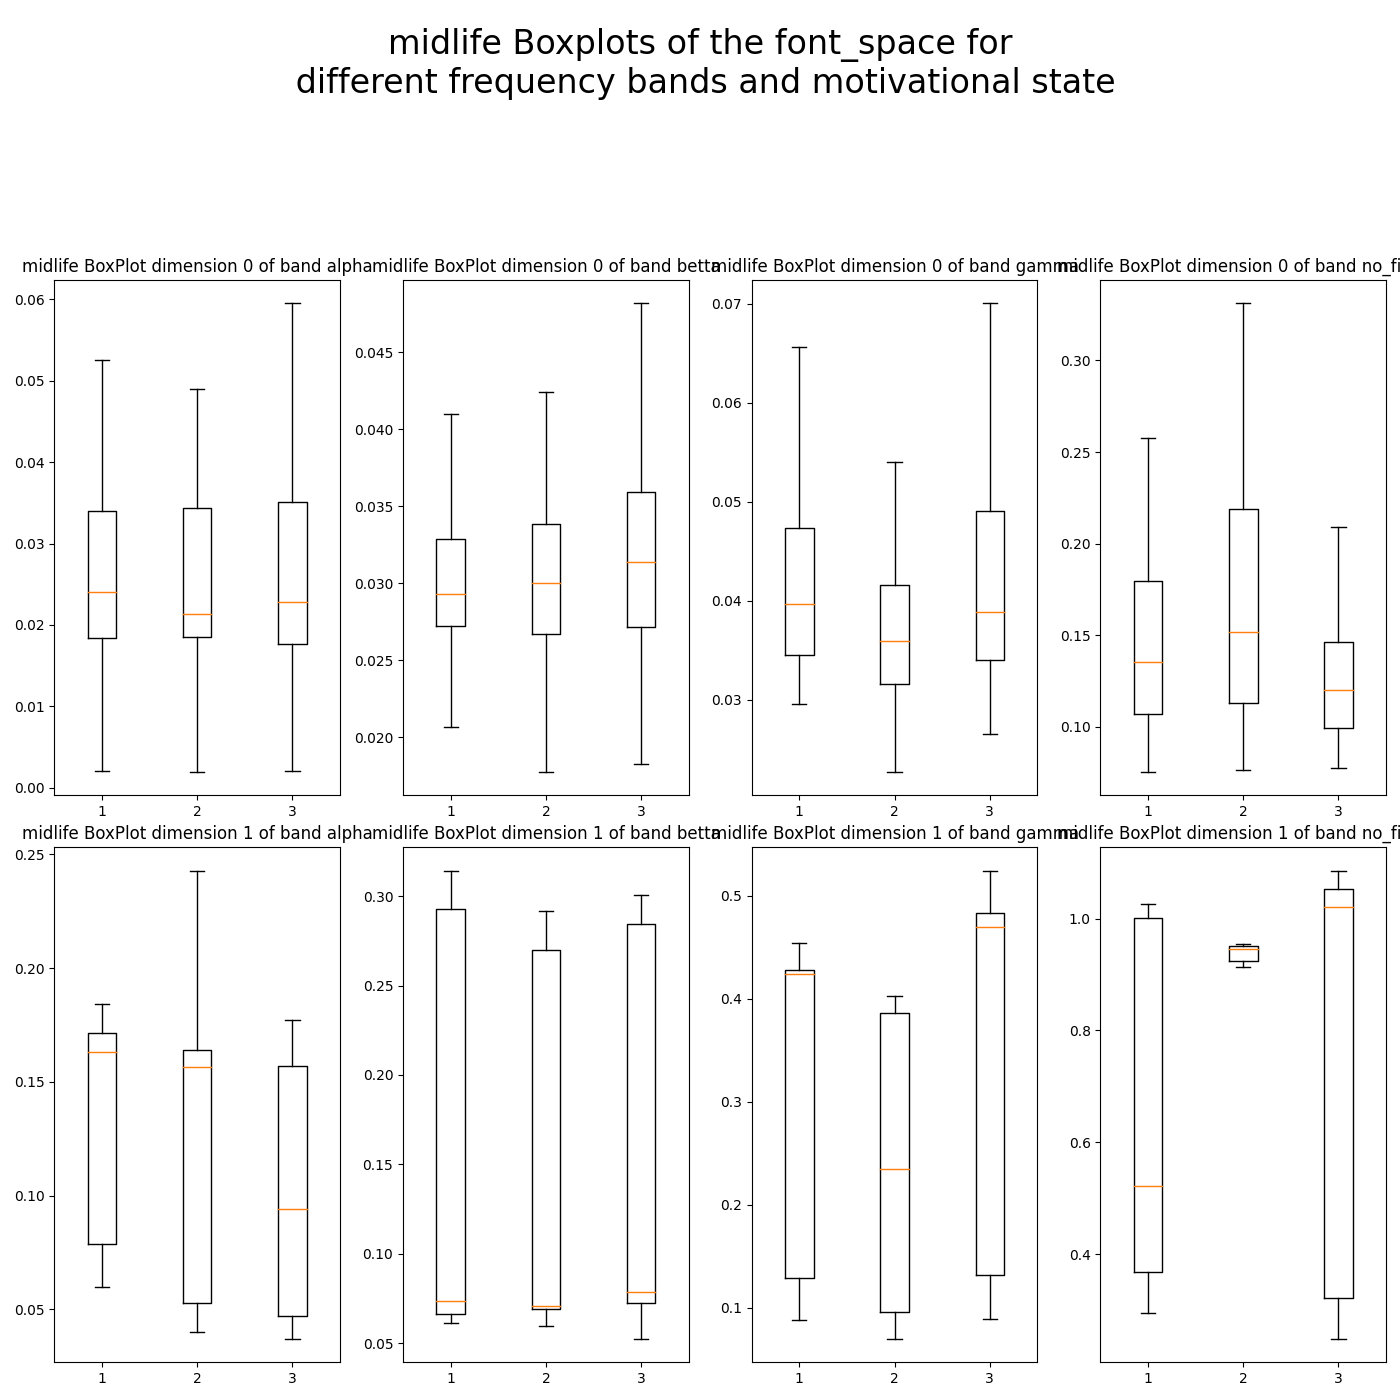 midlife Boxplots of the font_space for
different frequency bands and motivational state
midlife BoxPlot dimension 0 of band alpha
midlife BoxPlot dimension 0 of band betta
midlife BoxPlot dimension 0 of band gamma
midlife BoxPlot dimension 0 of band no_fi
0.06
0.05
0.04
0.03
0.02
0.01
0.00
1 2 3
0.045
0.040
0.035
0.030
0.025
0.020
1 2 3
0.07
0.06
0.05
0.04
0.03
1 2 3
0.30
0.25
0.20
0.15
0.10
1 2 3
midlife BoxPlot dimension 1 of band alpha
midlife BoxPlot dimension 1 of band betta
midlife BoxPlot dimension 1 of band gamma
midlife BoxPlot dimension 1 of band no_fi
0.25
0.20
0.15
0.10
0.05
1 2 3
0.30
0.25
0.20
0.15
0.10
0.05
1 2 3
0.5
0.4
0.3
0.2
0.1
1 2 3
1.0
0.8
0.6
0.4
1 2 3